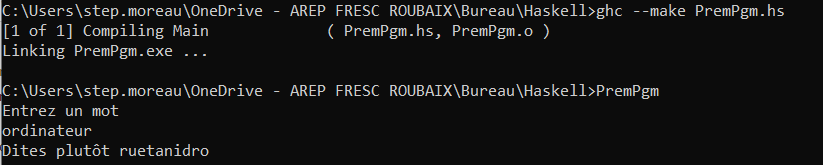 C:\Users\step.moreau\OneDrive - AREP FRESC ROUBAIX\Bureau\Haskell>ghc --make PremPgm.hs
[1 of 1] Compiling Main             ( PremPgm.hs, PremPgm.o )
Linking PremPgm.exe ...
C:\Users\step.moreau\OneDrive - AREP FRESC ROUBAIX\Bureau\Haskell>PremPgm
Entrez un mot
ordinateur
Dites plutôt ruetanidro